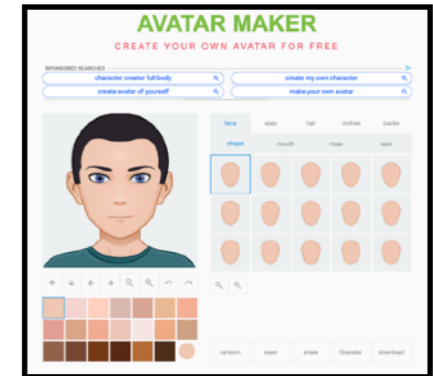 AVATAR MAKER
CREATE YOUR OWN AVATAR FOR FREE
SPONSORED SEARCHES
character creator full body
create my own character
create avatar of yourself
make your own avatar
face eyes hair clothes backs
shape mouth nose ears
random reset share Gravatar download